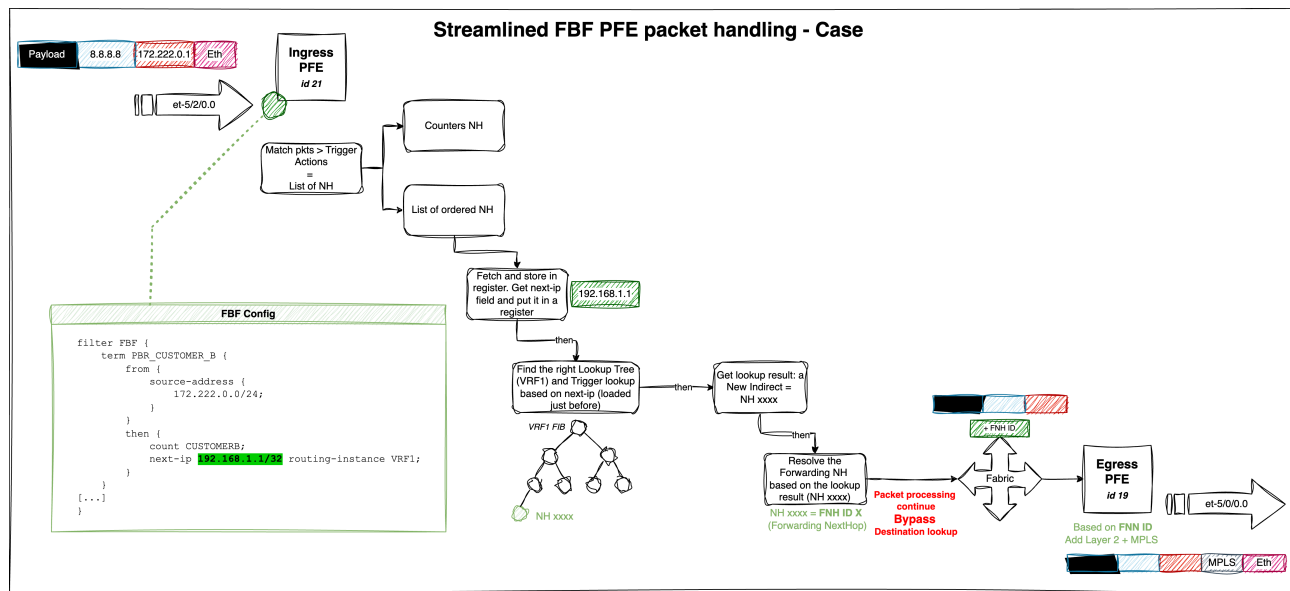 Streamlined FBF PFE packet handling - Case
Payload 8.8.8.8 172.222.0.1 Eth
Ingress
PFE
id 21
et-5/2/0.0
Match pkts > Trigger
Actions
=
List of NH
Counters NH
List of ordered NH
Fetch and store in
register. Get next-ip
field and put it in a
register
192.168.1.1
then
Find the right Lookup Tree
(VRF1) and Trigger lookup
based on next-ip (loaded
just before)
then
Get lookup result: a
New Indirect =
NH xxxx
VRF1 FIB
NH xxxx
then
Resolve the
Forwarding NH
based on the lookup
result (NH xxxx)
NH xxxx = FNH ID X
(Forwarding NextHop)
Packet processing
continue
Bypass
Destination lookup
+ FNH ID
Fabric
Egress
PFE
id 19
et-5/0/0.0
Based on FNN ID
Add Layer 2 + MPLS
MPLS Eth
FBF Config
filter FBF {
term PBR_CUSTOMER_B {
from {
source-address {
172.222.0.0/24;
}
}
then {
count CUSTOMERB;
next-ip 192.168.1.1/32 routing-instance VRF1;
}
}
[...]
}